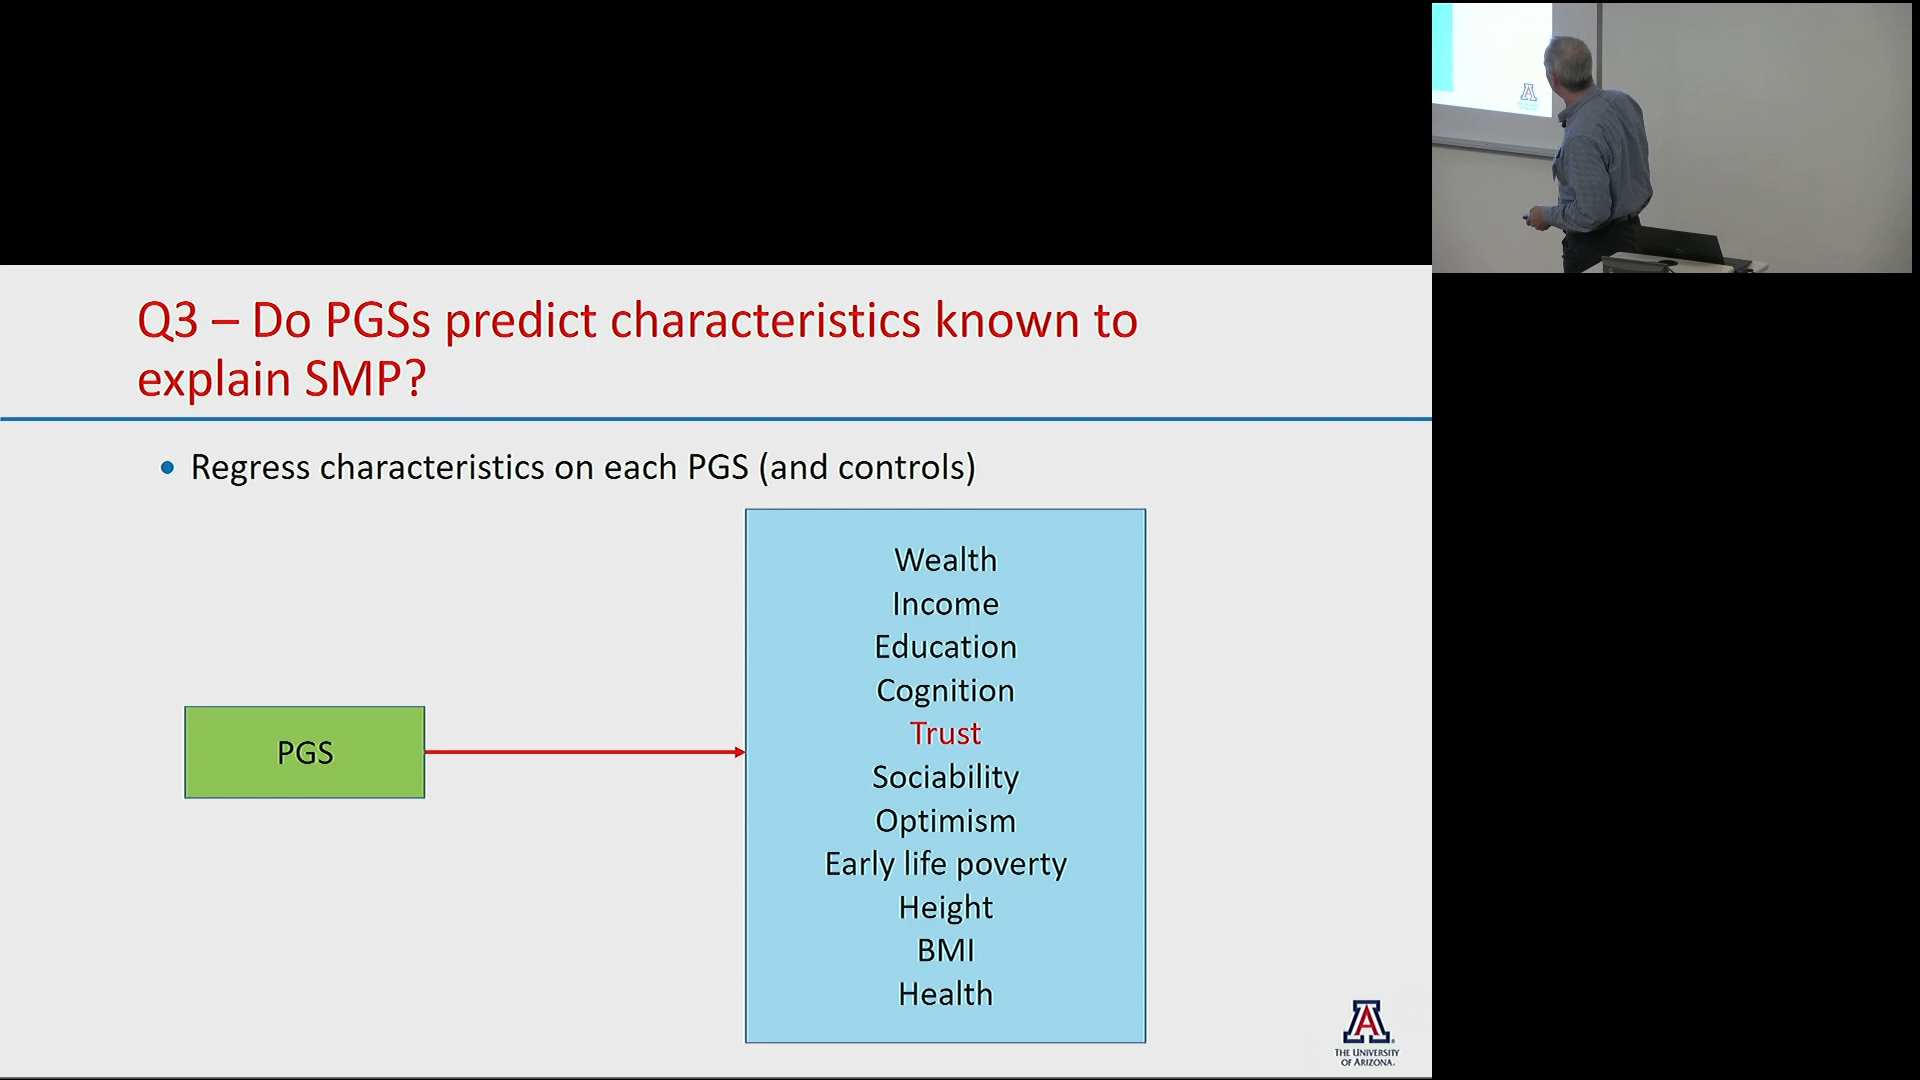 Q3 – Do PGSs predict characteristics known to
explain SMP?
• Regress characteristics on each PGS (and controls)
PGS
Wealth
Income
Education
Cognition
Trust
Sociability
Optimism
Early life poverty
Height
BMI
Health
A
THE UNIVERSITY
OF ARIZONA.
A